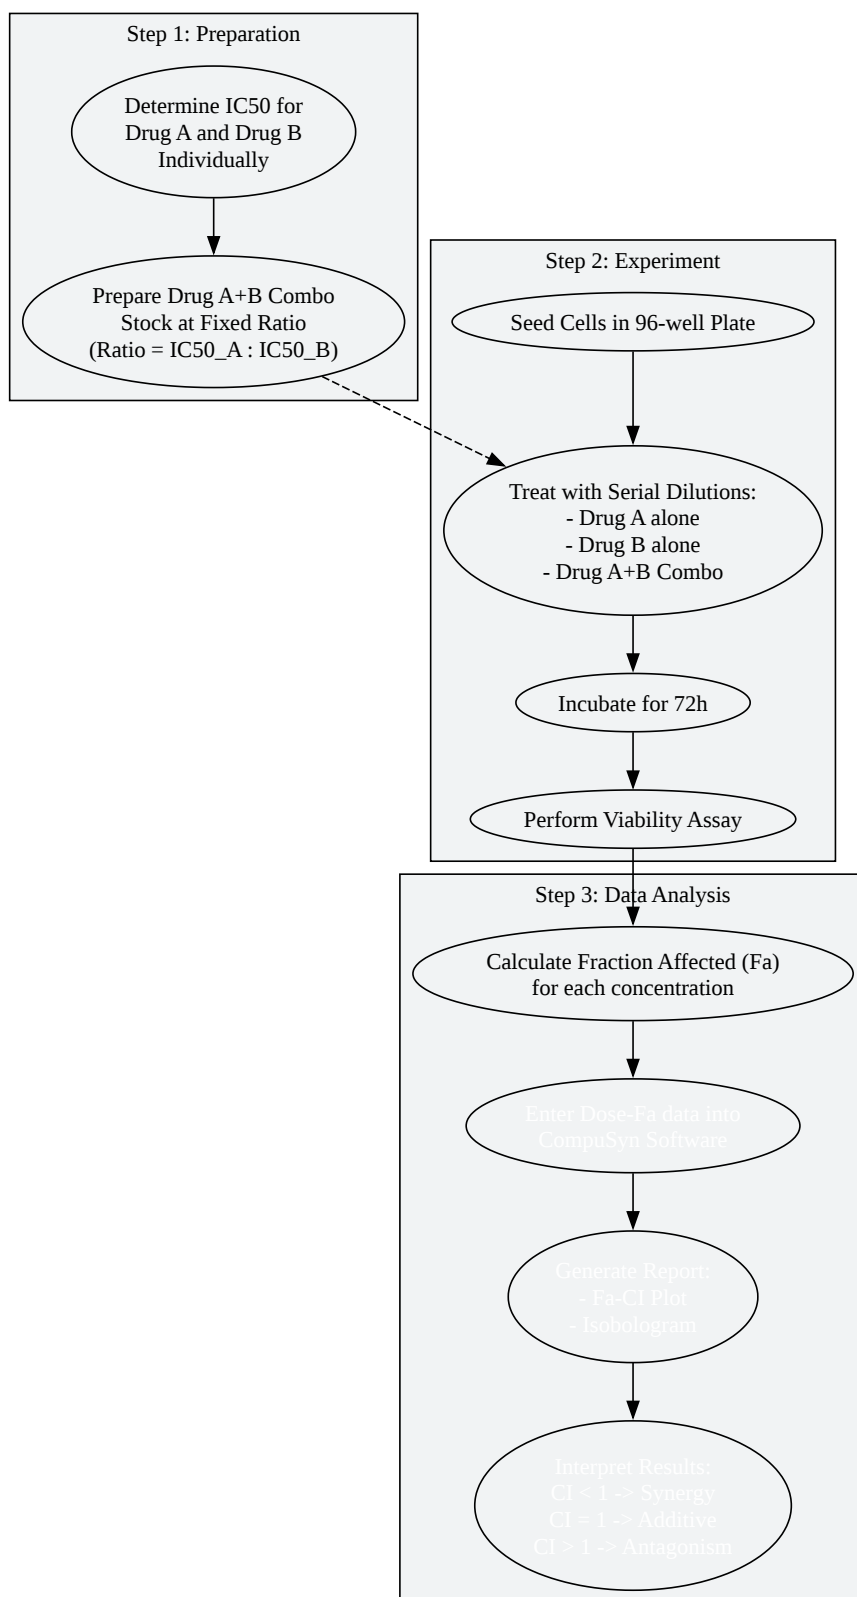 Step 1: Preparation
Determine IC50 for
Drug A and Drug B
Individually
Prepare Drug A+B Combo
Stock at Fixed Ratio
(Ratio = IC50_A : IC50_B)
Step 2: Experiment
Seed Cells in 96-well Plate
Treat with Serial Dilutions:
- Drug A alone
- Drug B alone
- Drug A+B Combo
Incubate for 72h
Perform Viability Assay
Step 3: Data Analysis
Calculate Fraction Affected (Fa)
for each concentration
Enter Dose-Fa data into
CompuSyn Software
Generate Report:
- Fa-CI Plot
- Isobologram
Interpret Results:
CI < 1 -> Synergy
CI = 1 -> Additive
CI > 1 -> Antagonism